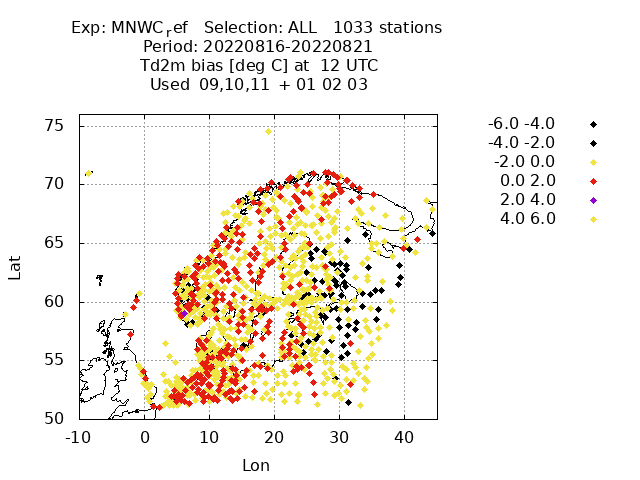 Exp: MNWC_ref   Selection: ALL   1033 stations
Period: 20220816-20220821
Td2m bias [deg C] at  12 UTC
Used  09,10,11 + 01 02 03
-6.0 -4.0
-4.0 -2.0
-2.0 0.0
0.0 2.0
2.0 4.0
4.0 6.0
75
70
65
60
55
50
Lat
-10 0 10 20 30 40
Lon